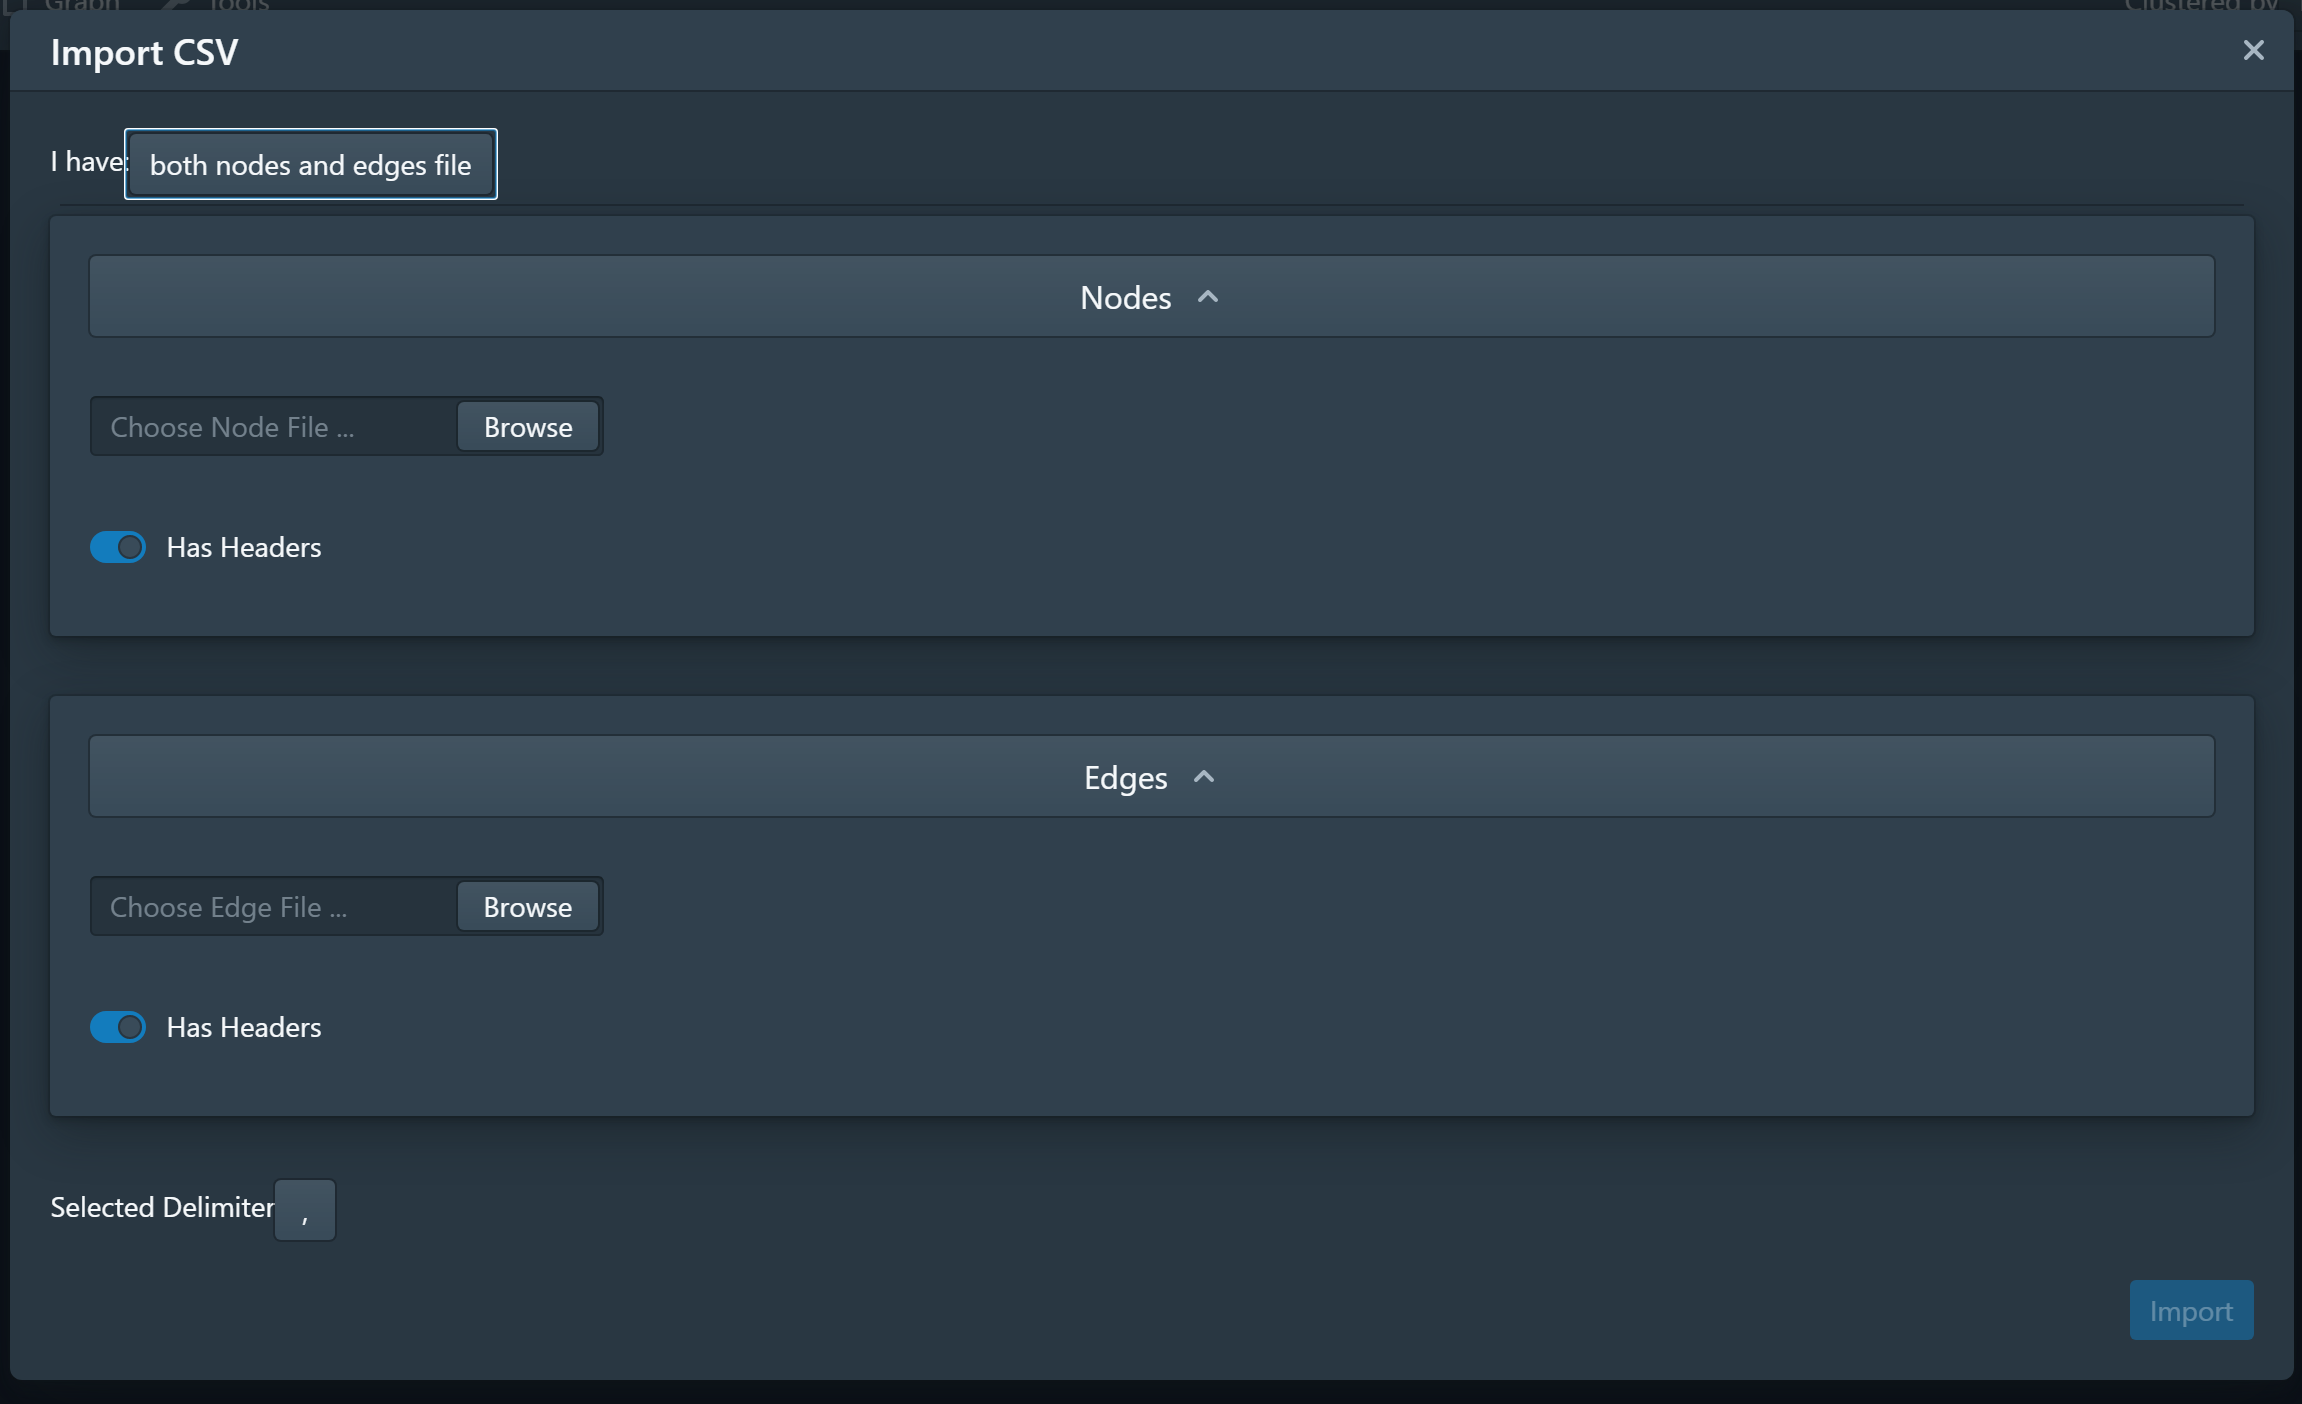 Graph Tools Clustered by
Import CSV
I have:
both nodes and edges file
Nodes
Choose Node File ...
Browse
Has Headers
Edges
Choose Edge File ...
Browse
Has Headers
Selected Delimiter
,
Import